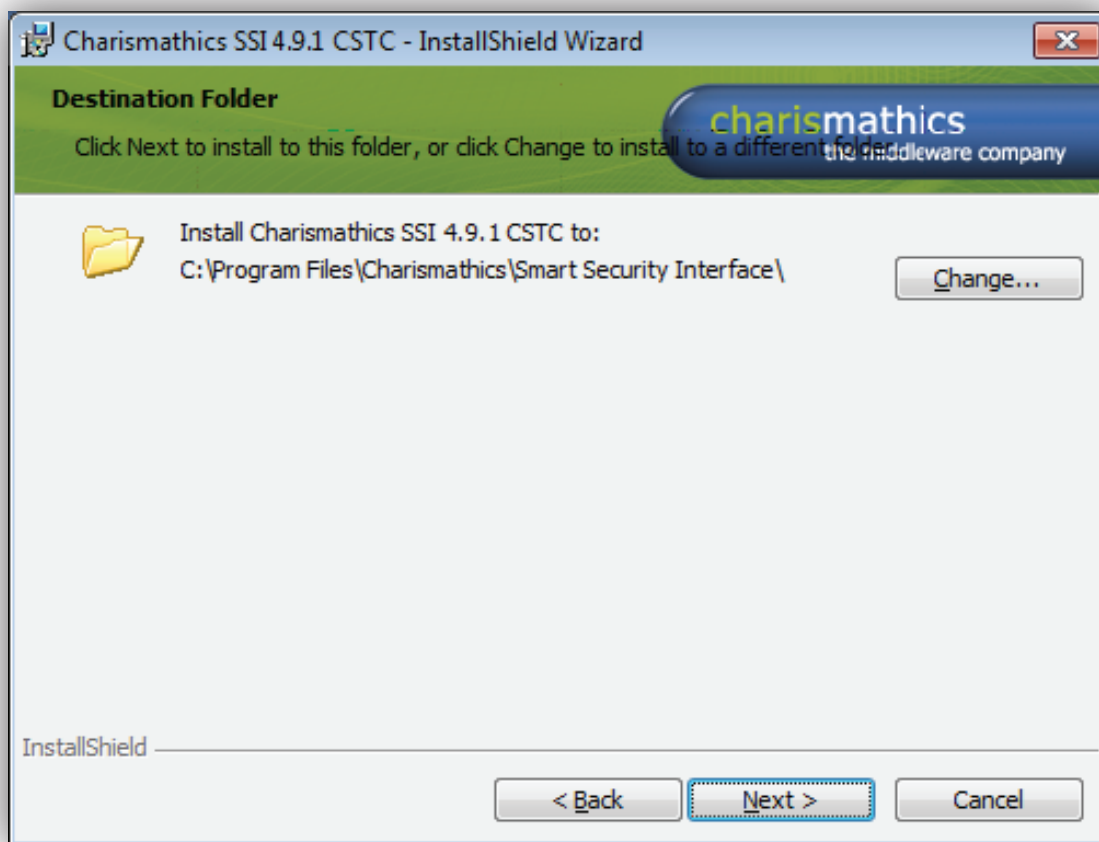 Charismathics SSI 4.9.1 CSTC - InstallShield Wizard
Destination Folder
charismathics
Click Next to install to this folder, or click Change to install to a different folder.
the middleware company
Install Charismathics SSI 4.9.1 CSTC to:
C:\Program Files\Charismathics\Smart Security Interface\
Change...
InstallShield
< Back
Next >
Cancel